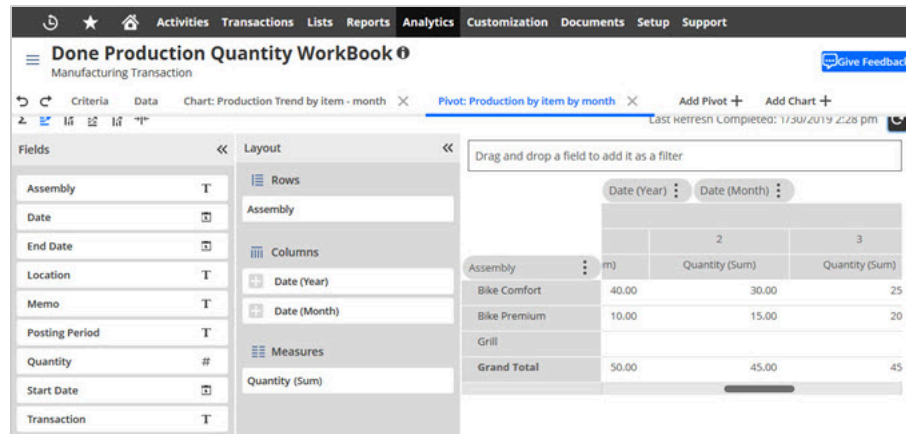 Activities Transactions Lists Reports Analytics Customization Documents Setup Support
Done Production Quantity WorkBook
Manufacturing Transaction
Give Feedback
Criteria Data Chart: Production Trend by item - month Pivot: Production by item by month Add Pivot Add Chart
Last Refresh Completed: 1/30/2019 2:28 pm
Fields
Layout
Drag and drop a field to add it as a filter
Assembly T
Date
End Date
Location T
Memo T
Posting Period T
Quantity #
Start Date
Transaction T
Rows
Assembly
Columns
Date (Year)
Date (Month)
Measures
Quantity (Sum)
Date (Year) Date (Month)
2 3
Assembly m) Quantity (Sum) Quantity (Sum)
Bike Comfort 40.00 30.00 25
Bike Premium 10.00 15.00 20
Grill
Grand Total 50.00 45.00 45